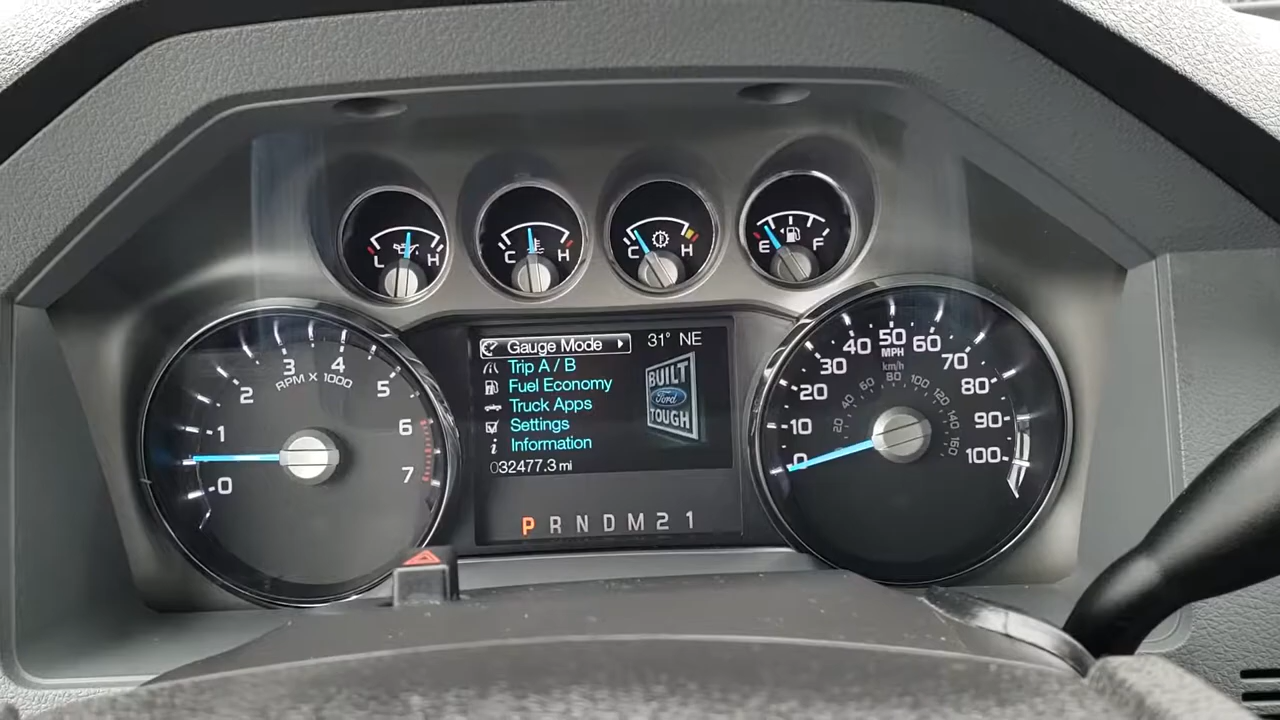 L H
C H
C H
E F
0 1 2 3 4 5 6 7
RPM X 1000
Gauge Mode
Trip A / B
Fuel Economy
Truck Apps
Settings
Information
032477.3 mi
31° NE
BUILT
Ford
TOUGH
P R N D M 2 1
0 10 20 30 40 50 60 70 80 90 100
MPH
km/h
20 40 60 80 100 120 140 160